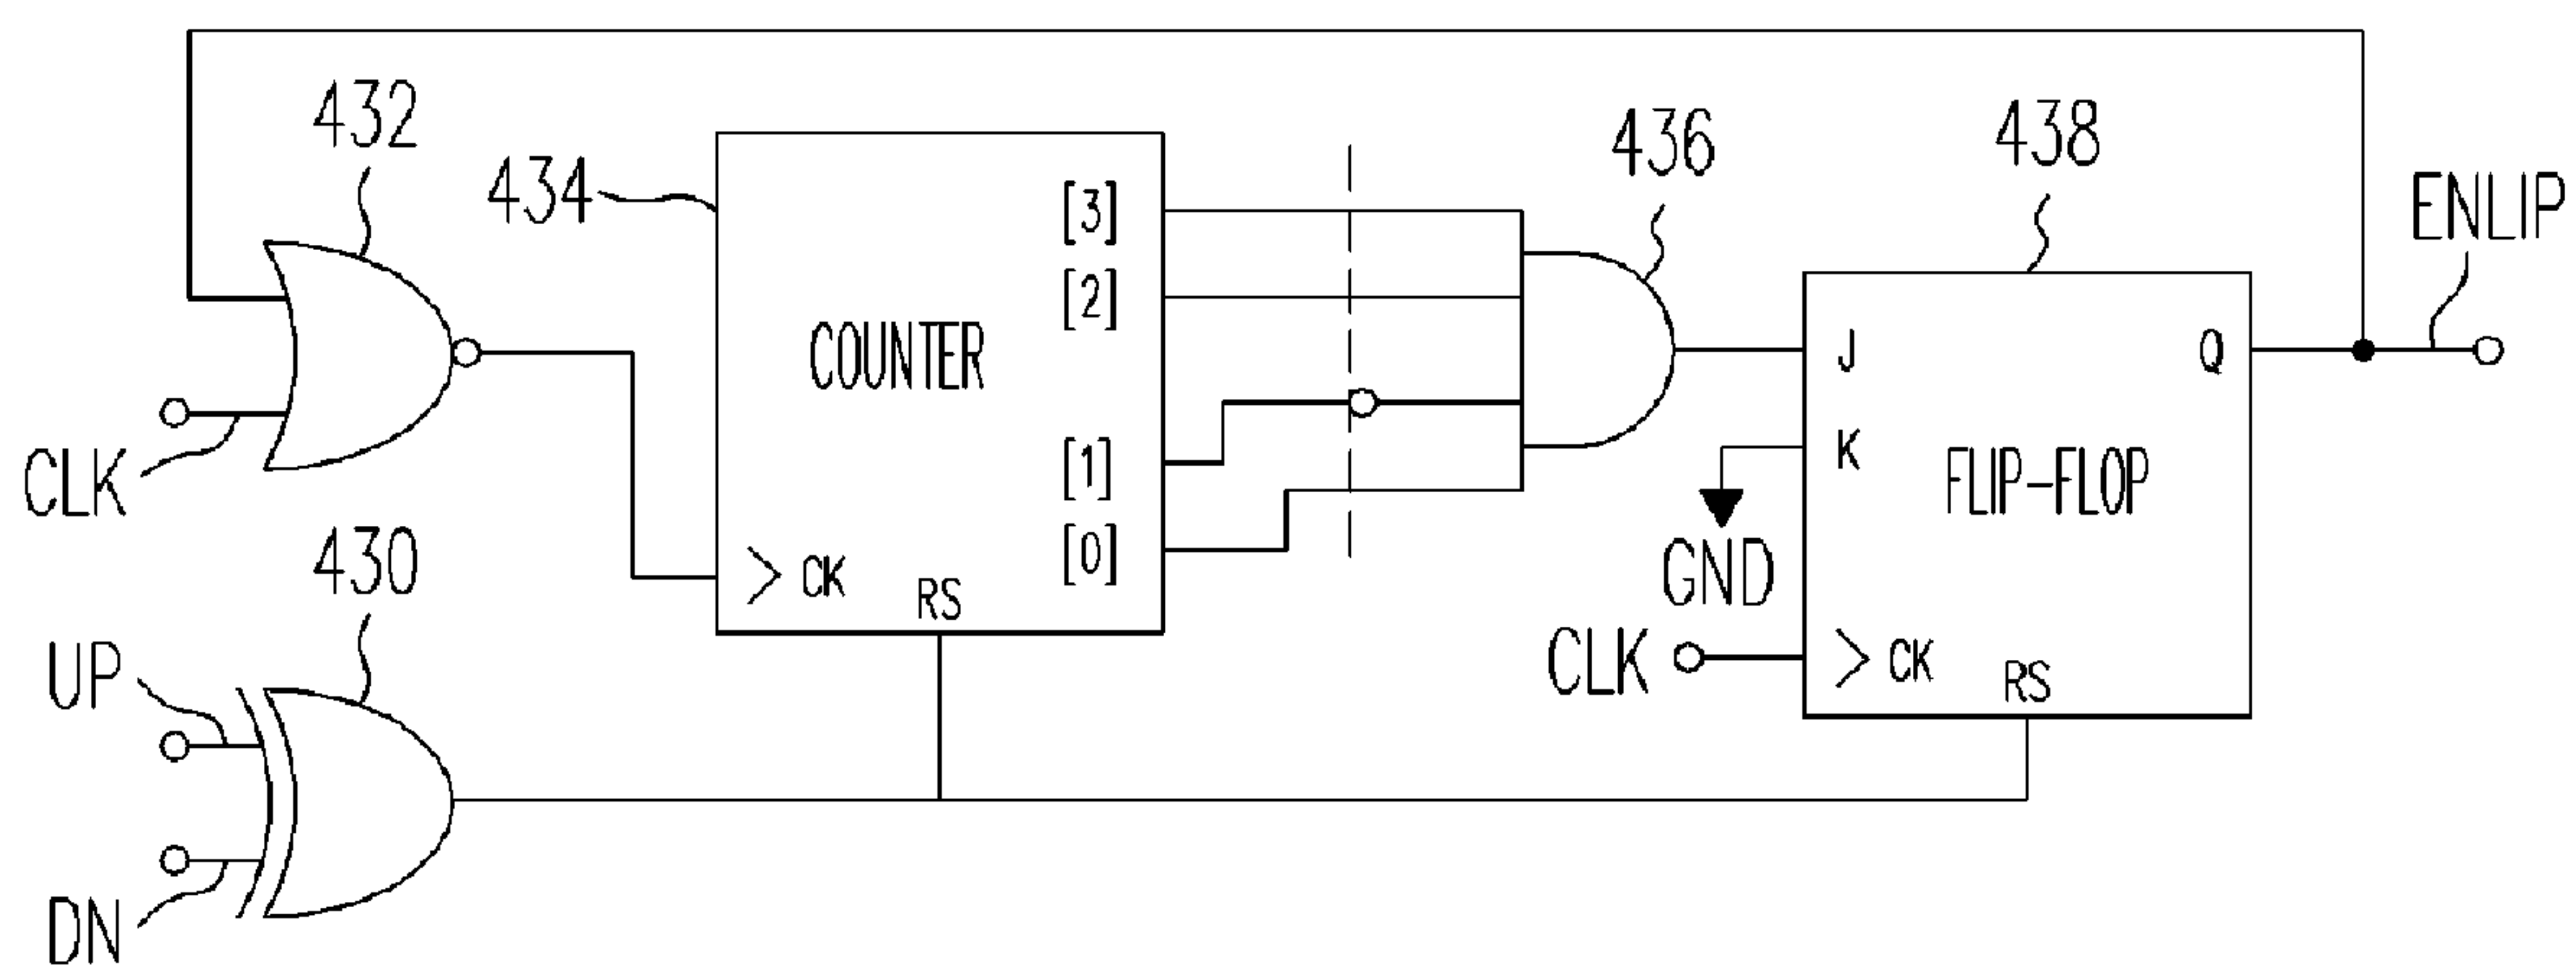 432
434
436
438
ENLIP
[3]
[2]
COUNTER
[1]
[0]
> CK
RS
CLK
430
UP
DN
J
Q
K
FLIP-FLOP
GND
CLK
> CK
RS